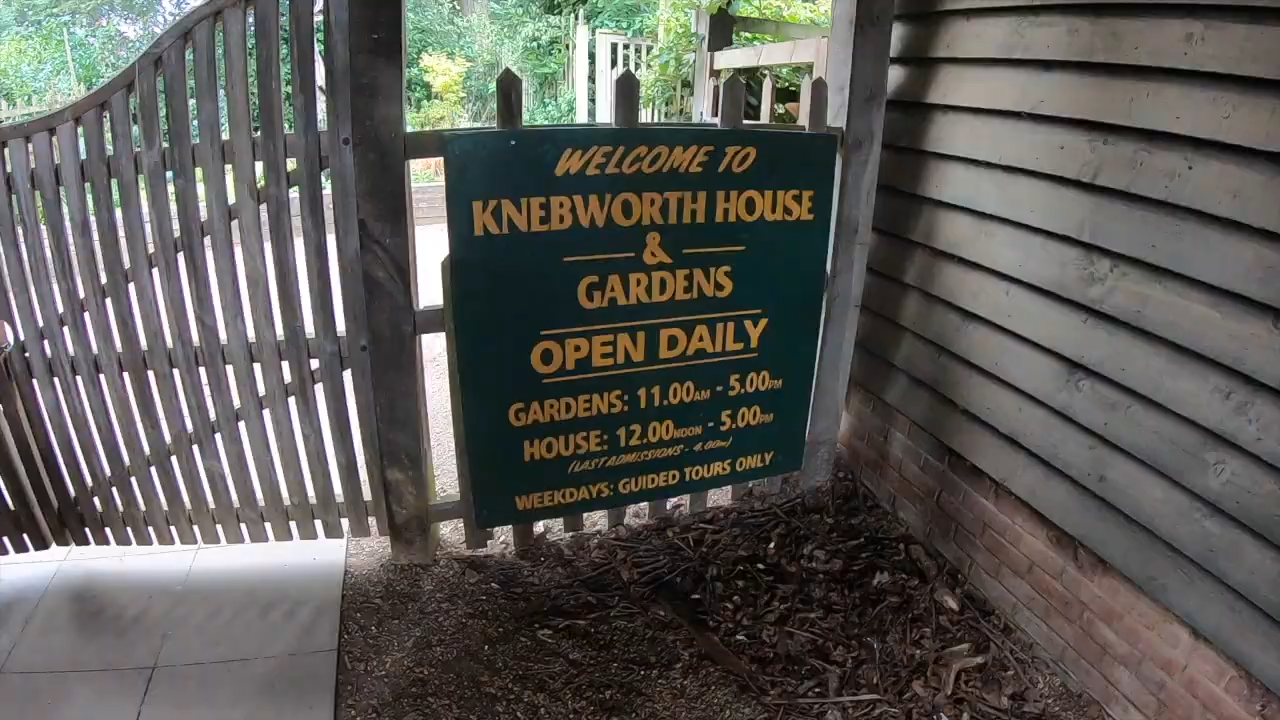 WELCOME TO
KNEBWORTH HOUSE
&
GARDENS
OPEN DAILY
GARDENS: 11.00AM - 5.00PM
HOUSE: 12.00NOON - 5.00PM
(LAST ADMISSIONS - 4.00PM)
WEEKDAYS: GUIDED TOURS ONLY